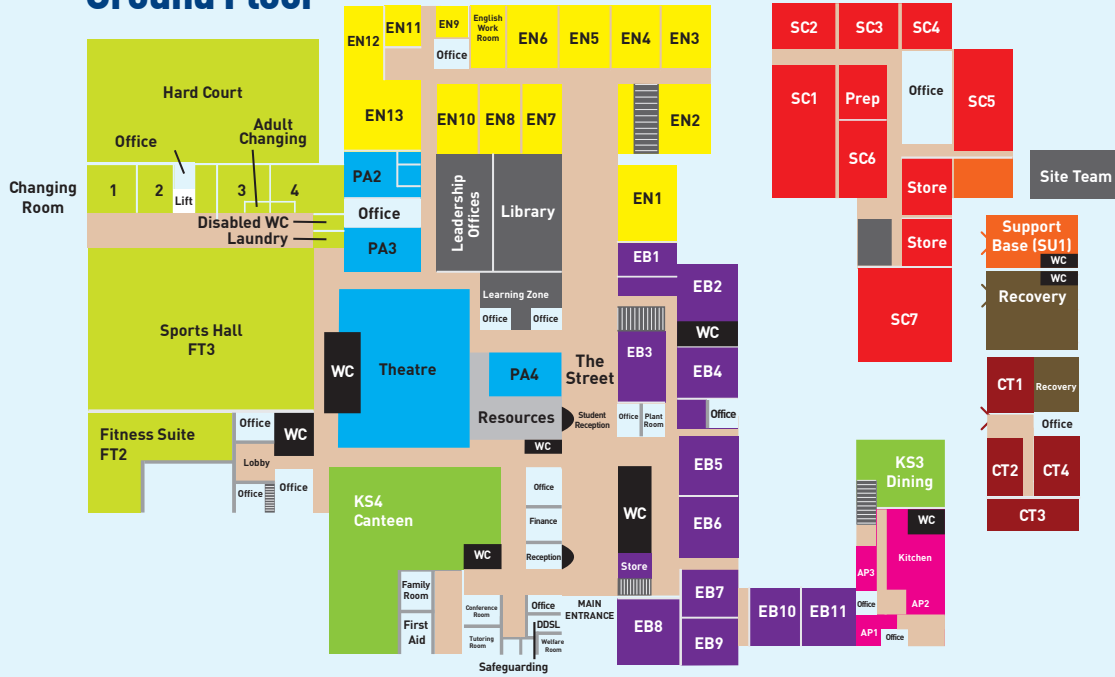 Ground Floor
EN12
EN11
EN9
Office
English
Work
Room
EN6
EN5
EN4
EN3
EN13
EN10
EN8
EN7
EN2
EN1
Hard Court
Office
Adult
Changing
Changing
Room
1
2
Lift
3
4
Disabled WC
Laundry
PA2
Office
PA3
Leadership
Offices
Library
Learning Zone
Office
Office
Sports Hall
FT3
WC
Theatre
PA4
Resources
The
Street
Student
Reception
WC
EB1
EB2
WC
EB3
EB4
Office
Plant
Room
Office
Fitness Suite
FT2
Office
WC
Lobby
Office
Office
KS4
Canteen
WC
Family
Room
First
Aid
Office
Finance
Reception
Conference
Room
Tutoring
Room
Office
DDSL
Welfare
Room
Safeguarding
MAIN
ENTRANCE
WC
Store
EB5
EB6
EB7
EB8
EB9
EB10
EB11
SC2
SC3
SC4
SC1
Prep
Office
SC5
SC6
Store
Store
SC7
Site Team
Support
Base (SU1)
WC
WC
Recovery
CT1
Recovery
Office
CT2
CT4
CT3
KS3
Dining
WC
Kitchen
AP3
Office
AP2
AP1
Office